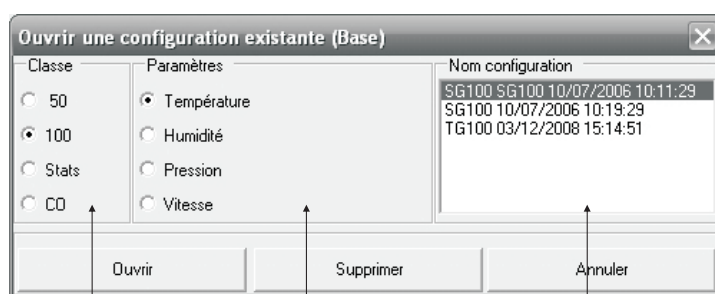 Ouvrir une configuration existante (Base)
Classe
50
100
Stats
CO
Paramètres
Température
Humidité
Pression
Vitesse
Nom configuration
SG100 SG100 10/07/2006 10:11:29
SG100 10/07/2006 10:19:29
TG100 03/12/2008 15:14:51
Ouvrir
Supprimer
Annuler